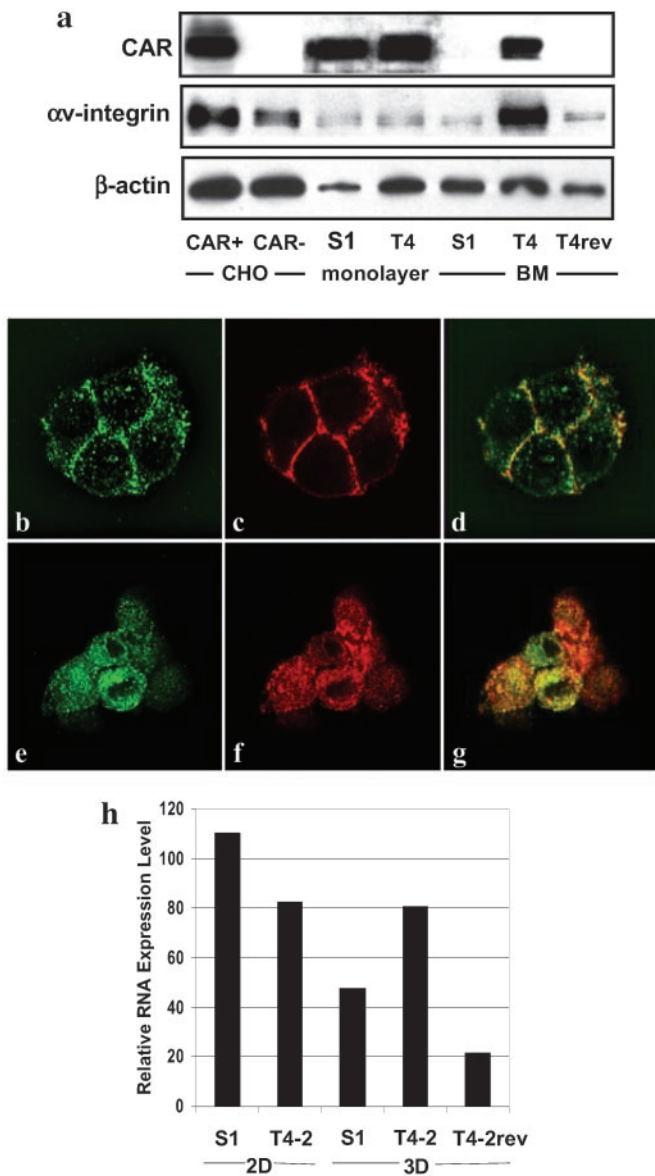 a
CAR
αv-integrin
β-actin
CAR+ CAR- S1 T4 S1 T4 T4rev
CHO monolayer BM
b c d
e f g
h
Relative RNA Expression Level
120
100
80
60
40
20
0
S1 T4-2 S1 T4-2 T4-2rev
2D 3D